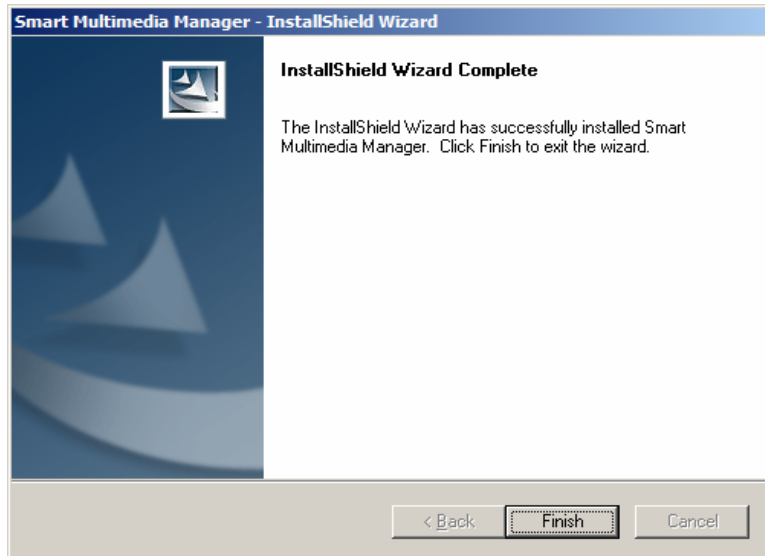 Smart Multimedia Manager - InstallShield Wizard
InstallShield Wizard Complete
The InstallShield Wizard has successfully installed Smart
Multimedia Manager.  Click Finish to exit the wizard.
< Back
Finish
Cancel